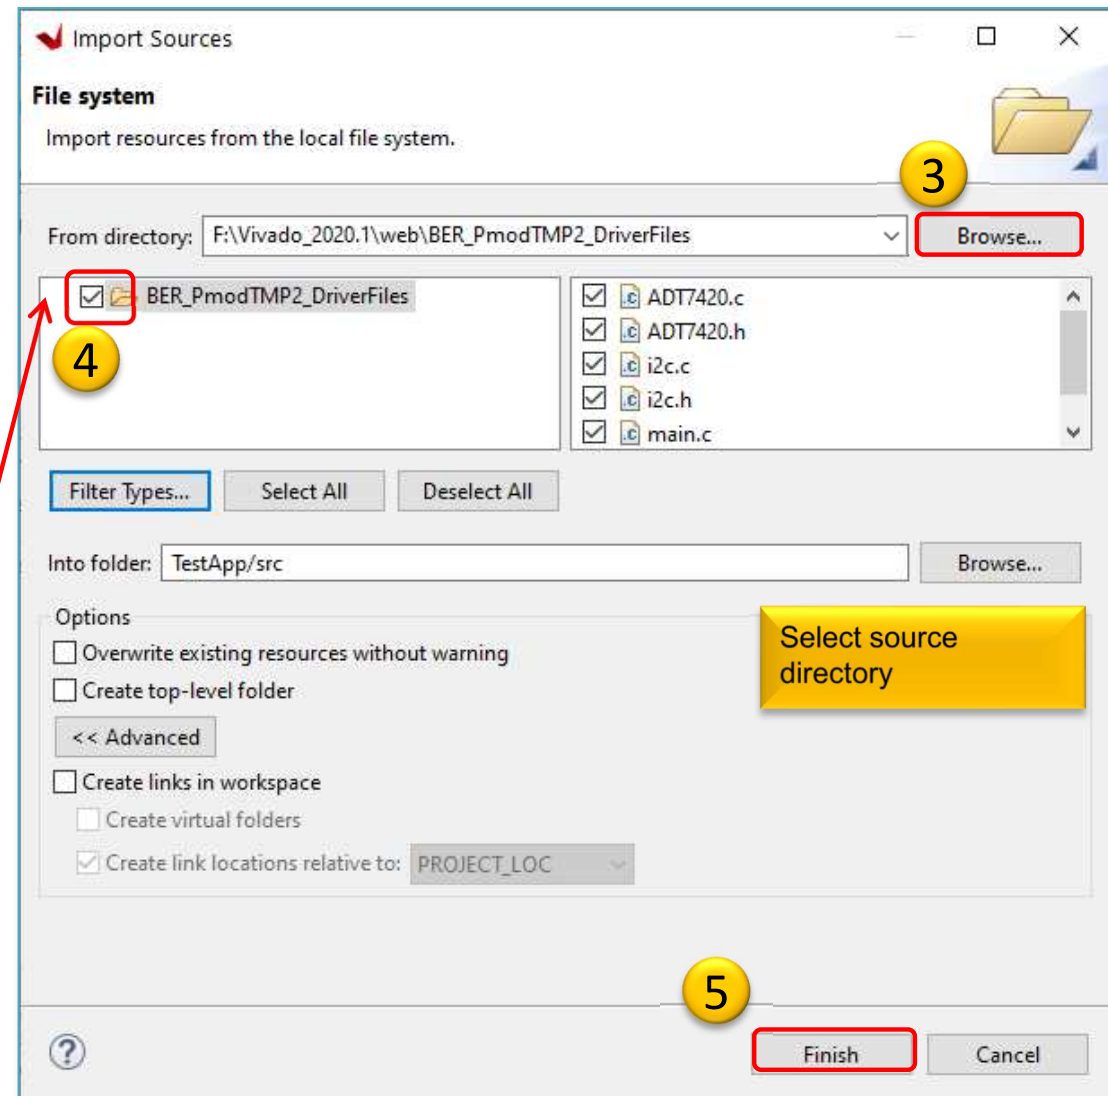 Import Sources
File system
Import resources from the local file system.
3
From directory: F:\Vivado_2020.1\web\BER_PmodTMP2_DriverFiles Browse...
BER_PmodTMP2_DriverFiles
4
ADT7420.c
ADT7420.h
i2c.c
i2c.h
main.c
Filter Types... Select All Deselect All
Into folder: TestApp/src Browse...
Options
Overwrite existing resources without warning
Create top-level folder
<< Advanced
Create links in workspace
Create virtual folders
Create link locations relative to: PROJECT_LOC
Select source
directory
5
? Finish Cancel